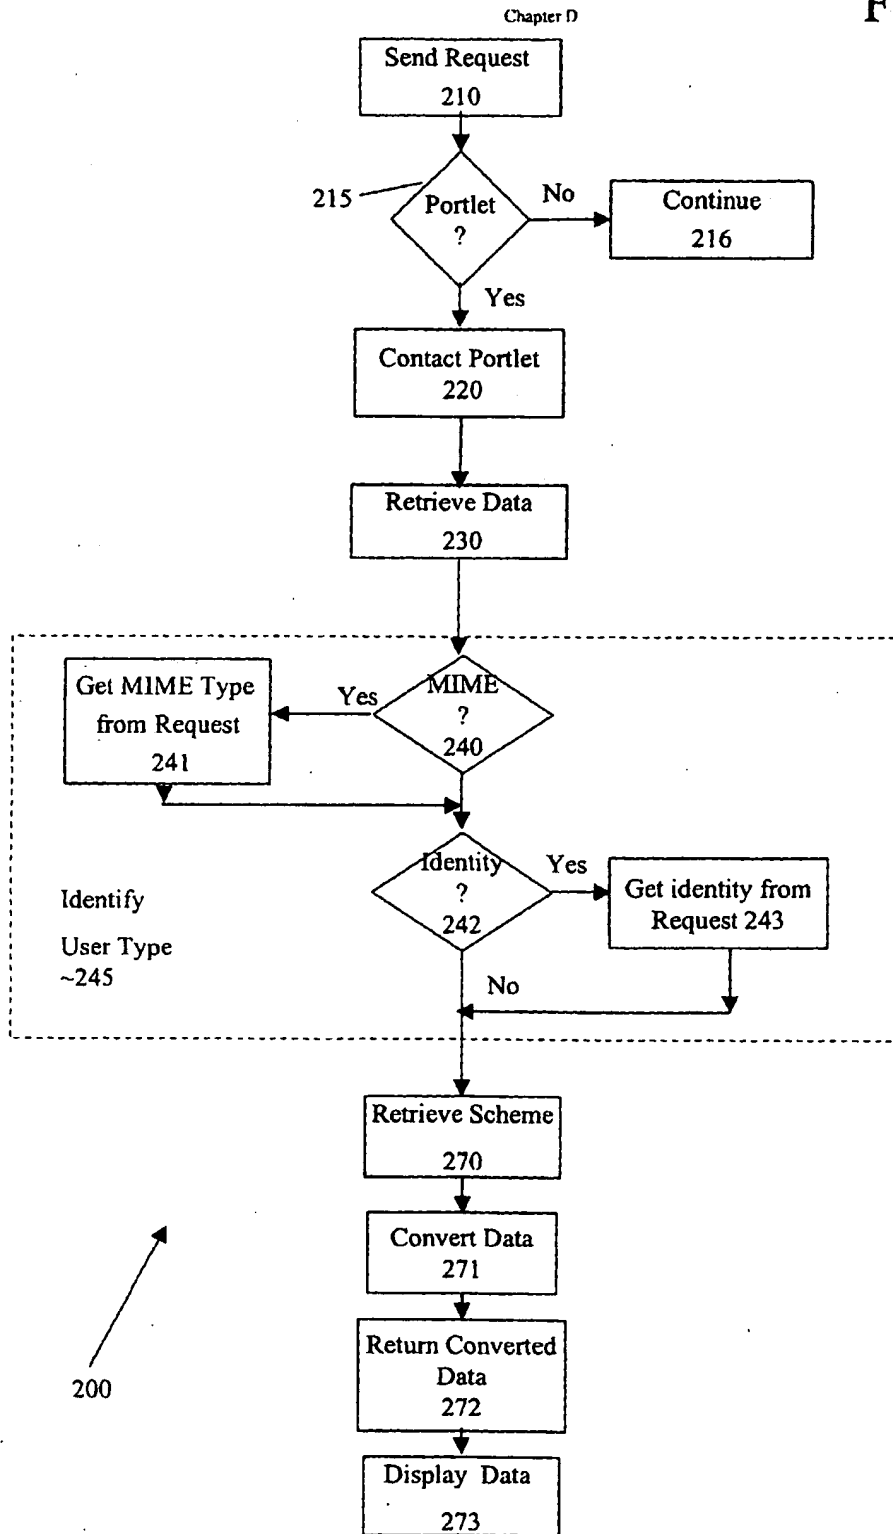 Chapter D
F
Send Request
210
215
Portlet
?
No
Continue
216
Yes
Contact Portlet
220
Retrieve Data
230
Get MIME Type
from Request
241
Yes
MIME
?
240
Identity
?
242
Yes
Get identity from
Request 243
Identify
User Type
~245
No
Retrieve Scheme
270
Convert Data
271
Return Converted
Data
272
200
Display Data
273